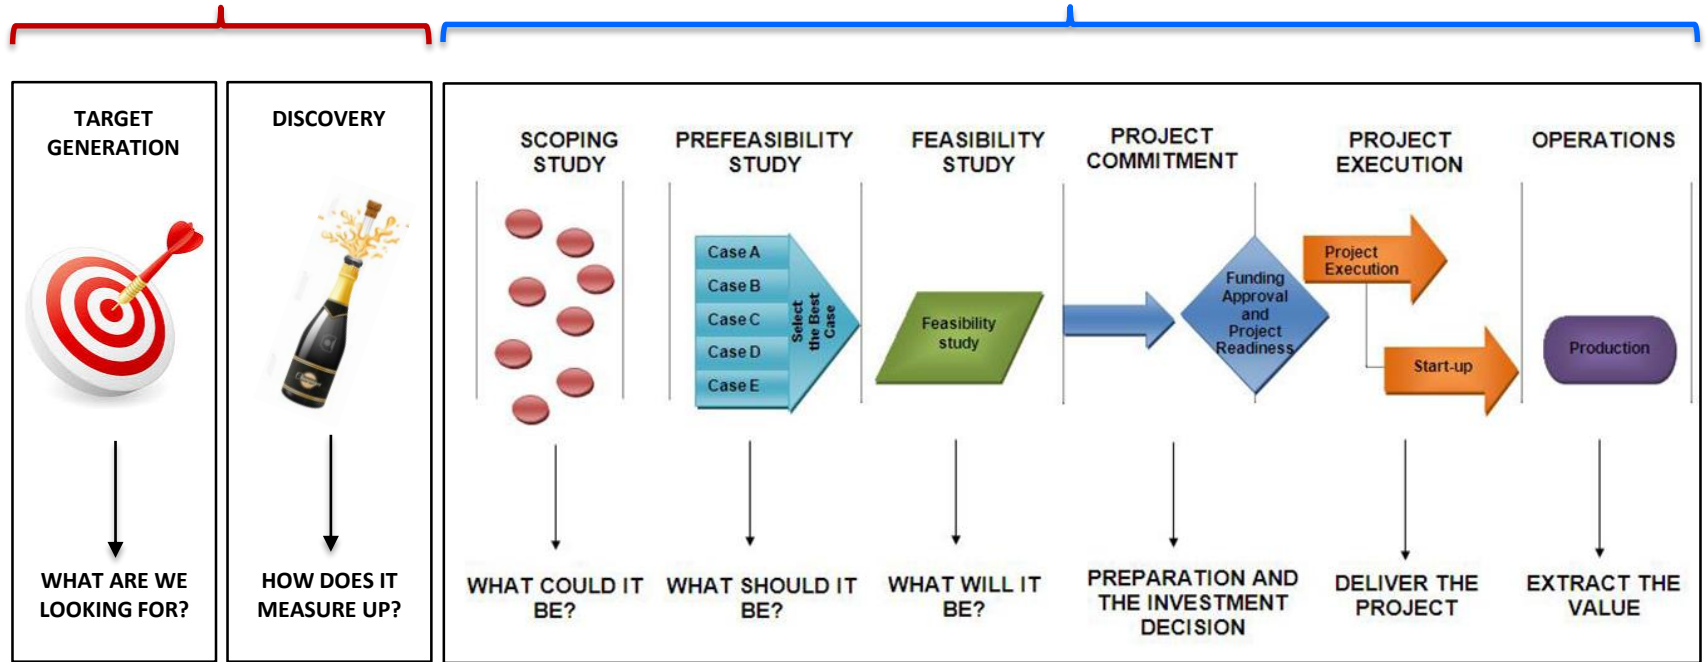 TARGET
GENERATION
DISCOVERY
SCOPING
STUDY
PREFEASIBILITY
STUDY
FEASIBILITY
STUDY
PROJECT
COMMITMENT
PROJECT
EXECUTION
OPERATIONS
Case A
Case B
Case C
Case D
Case E
Select
the Best
Case
Feasibility
study
Funding
Approval
and
Project
Readiness
Project
Execution
Start-up
Production
WHAT ARE WE
LOOKING FOR?
HOW DOES IT
MEASURE UP?
WHAT COULD IT
BE?
WHAT SHOULD IT
BE?
WHAT WILL IT
BE?
PREPARATION AND
THE INVESTMENT
DECISION
DELIVER THE
PROJECT
EXTRACT THE
VALUE